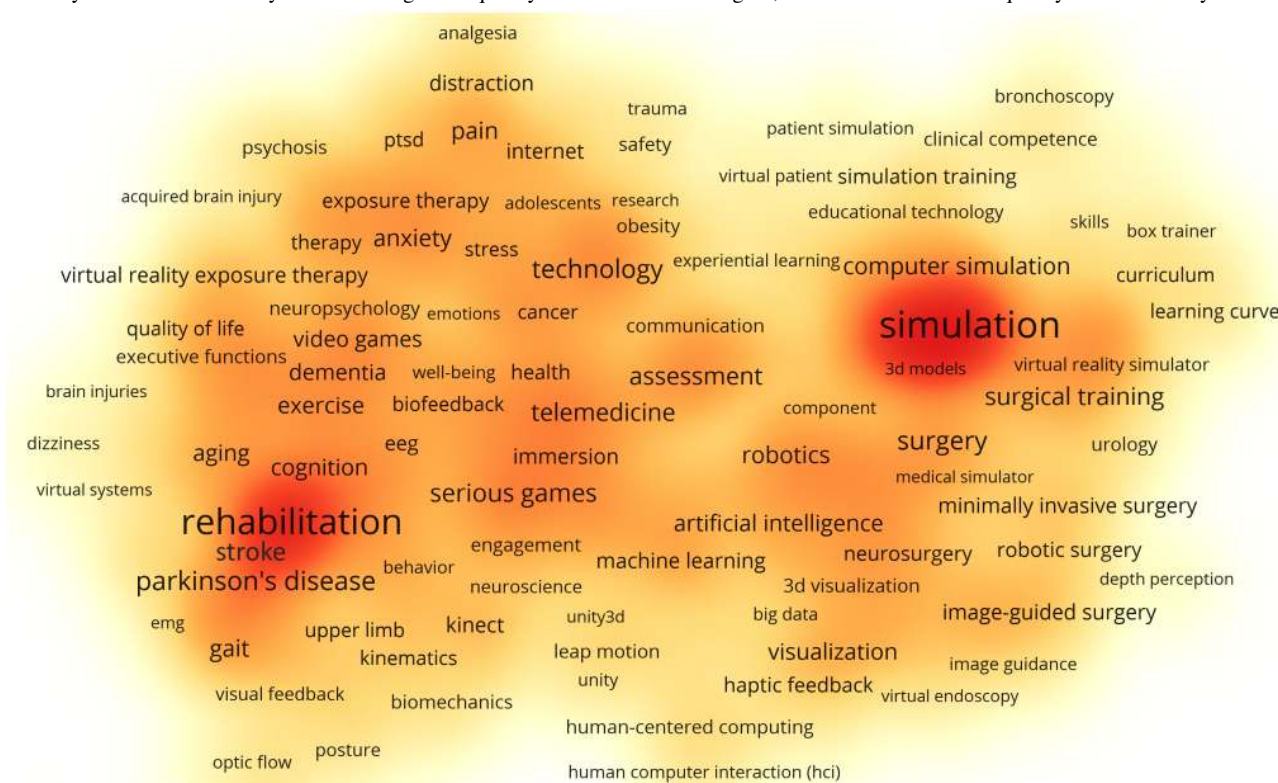 analgesia
distraction
bronchoscopy
trauma
patient simulation
clinical competence
ptsd
pain
internet
safety
psychosis
virtual patient
simulation training
acquired brain injury
exposure therapy
adolescents
research
educational technology
obesity
skills
box trainer
therapy
anxiety
stress
technology
experiential learning
computer simulation
curriculum
virtual reality exposure therapy
neuropsychology
emotions
cancer
communication
simulation
learning curve
quality of life
video games
executive functions
dementia
well-being
health
assessment
3d models
virtual reality simulator
brain injuries
exercise
biofeedback
telemedicine
component
surgical training
dizziness
aging
cognition
eeg
immersion
robotics
surgery
urology
virtual systems
serious games
medical simulator
minimally invasive surgery
rehabilitation
artificial intelligence
stroke
engagement
machine learning
neurosurgery
robotic surgery
parkinson's disease
behavior
neuroscience
3d visualization
depth perception
emg
upper limb
kinect
unity3d
big data
image-guided surgery
gait
kinematics
leap motion
visualization
image guidance
visual feedback
biomechanics
unity
haptic feedback
virtual endoscopy
human-centered computing
optic flow
posture
human computer interaction (hci)